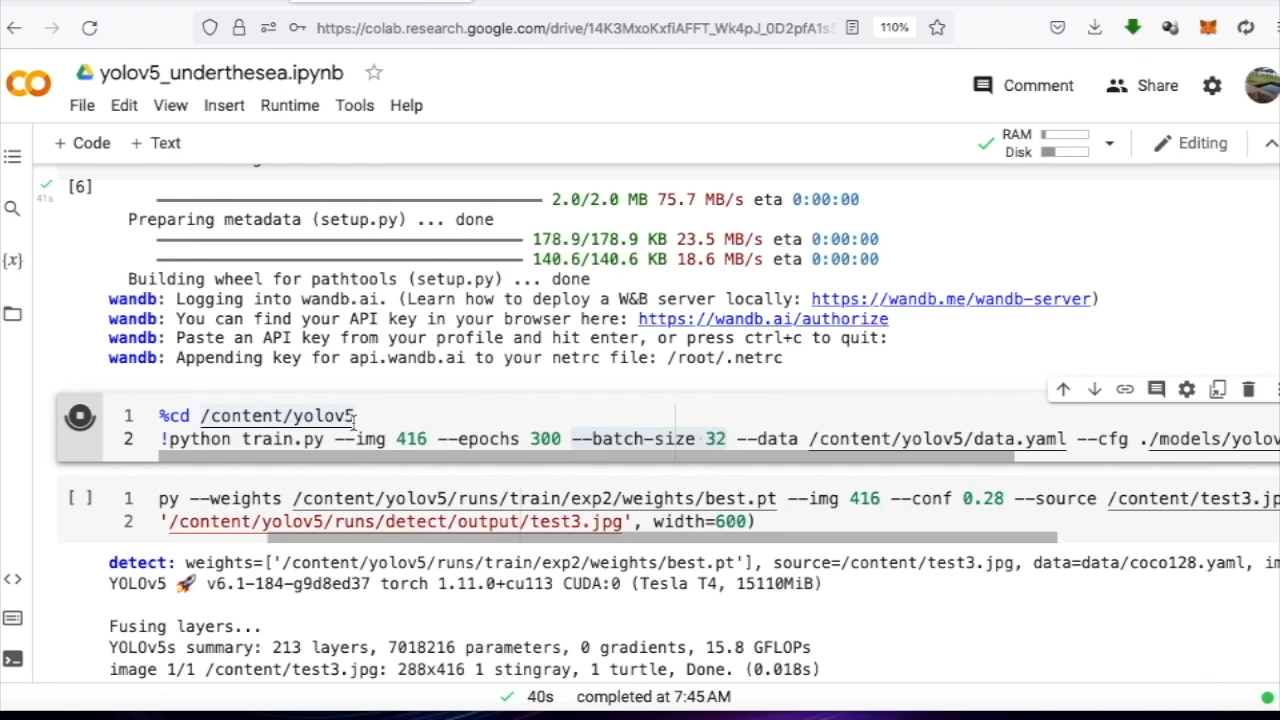 https://colab.research.google.com/drive/14K3MxoKxfiAFFT_Wk4pJ_0D2pfA1s
110%
yolov5_underthesea.ipynb
Comment
Share
File Edit View Insert Runtime Tools Help
+ Code + Text
RAM
Disk
Editing
[6]
41s
2.0/2.0 MB 75.7 MB/s eta 0:00:00
Preparing metadata (setup.py) ... done
178.9/178.9 KB 23.5 MB/s eta 0:00:00
140.6/140.6 KB 18.6 MB/s eta 0:00:00
Building wheel for pathtools (setup.py) ... done
wandb: Logging into wandb.ai. (Learn how to deploy a W&B server locally: https://wandb.me/wandb-server)
wandb: You can find your API key in your browser here: https://wandb.ai/authorize
wandb: Paste an API key from your profile and hit enter, or press ctrl+c to quit:
wandb: Appending key for api.wandb.ai to your netrc file: /root/.netrc
1 %cd /content/yolov5
2 !python train.py --img 416 --epochs 300 --batch-size 32 --data /content/yolov5/data.yaml --cfg ./models/yolov
[ ] 1 py --weights /content/yolov5/runs/train/exp2/weights/best.pt --img 416 --conf 0.28 --source /content/test3.jp
2 '/content/yolov5/runs/detect/output/test3.jpg', width=600)
detect: weights=['/content/yolov5/runs/train/exp2/weights/best.pt'], source=/content/test3.jpg, data=data/coco128.yaml, im
YOLOv5 🚀 v6.1-184-g9d8ed37 torch 1.11.0+cu113 CUDA:0 (Tesla T4, 15110MiB)
Fusing layers...
YOLOv5s summary: 213 layers, 7018216 parameters, 0 gradients, 15.8 GFLOPs
image 1/1 /content/test3.jpg: 288x416 1 stingray, 1 turtle, Done. (0.018s)
40s completed at 7:45 AM